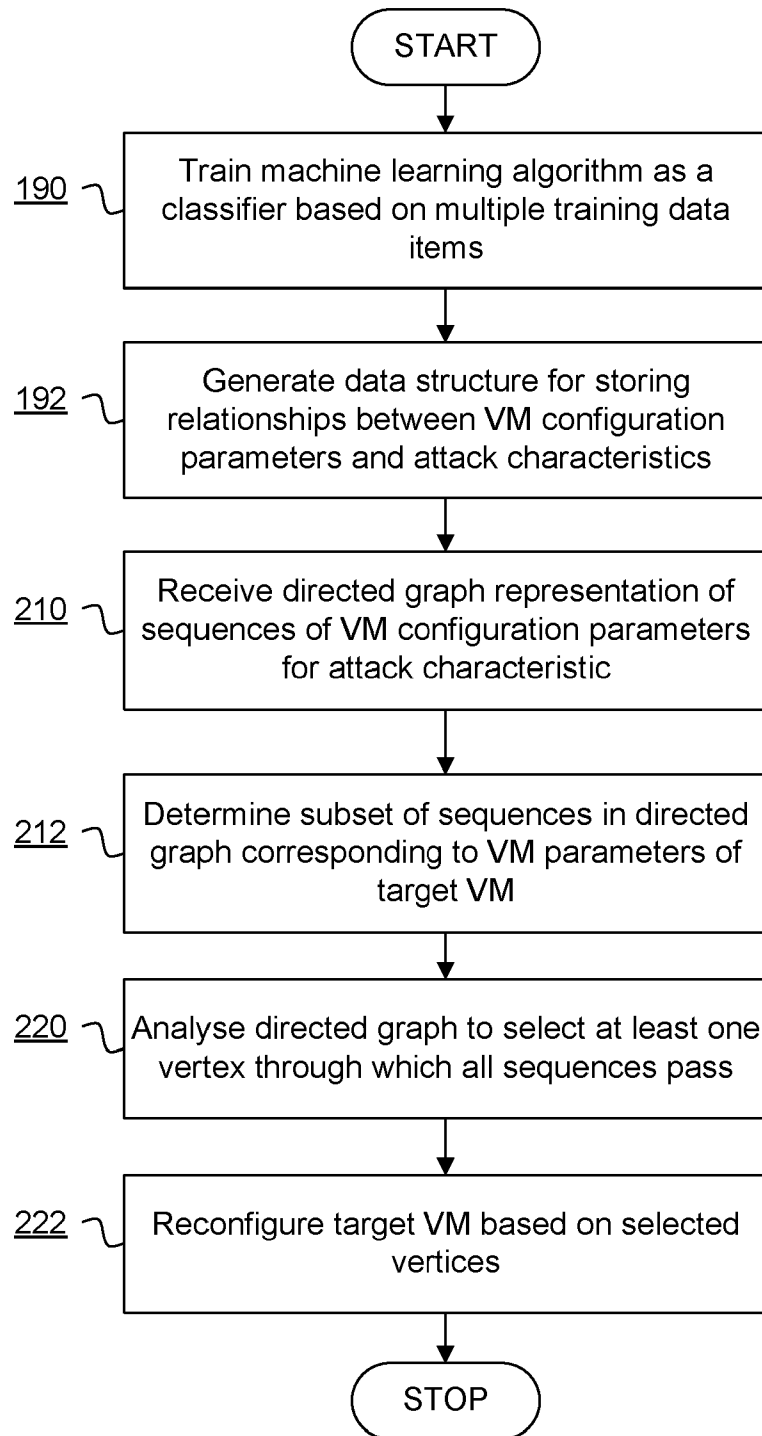 START
190
Train machine learning algorithm as a
classifier based on multiple training data
items
192
Generate data structure for storing
relationships between VM configuration
parameters and attack characteristics
210
Receive directed graph representation of
sequences of VM configuration parameters
for attack characteristic
212
Determine subset of sequences in directed
graph corresponding to VM parameters of
target VM
220
Analyse directed graph to select at least one
vertex through which all sequences pass
222
Reconfigure target VM based on selected
vertices
STOP